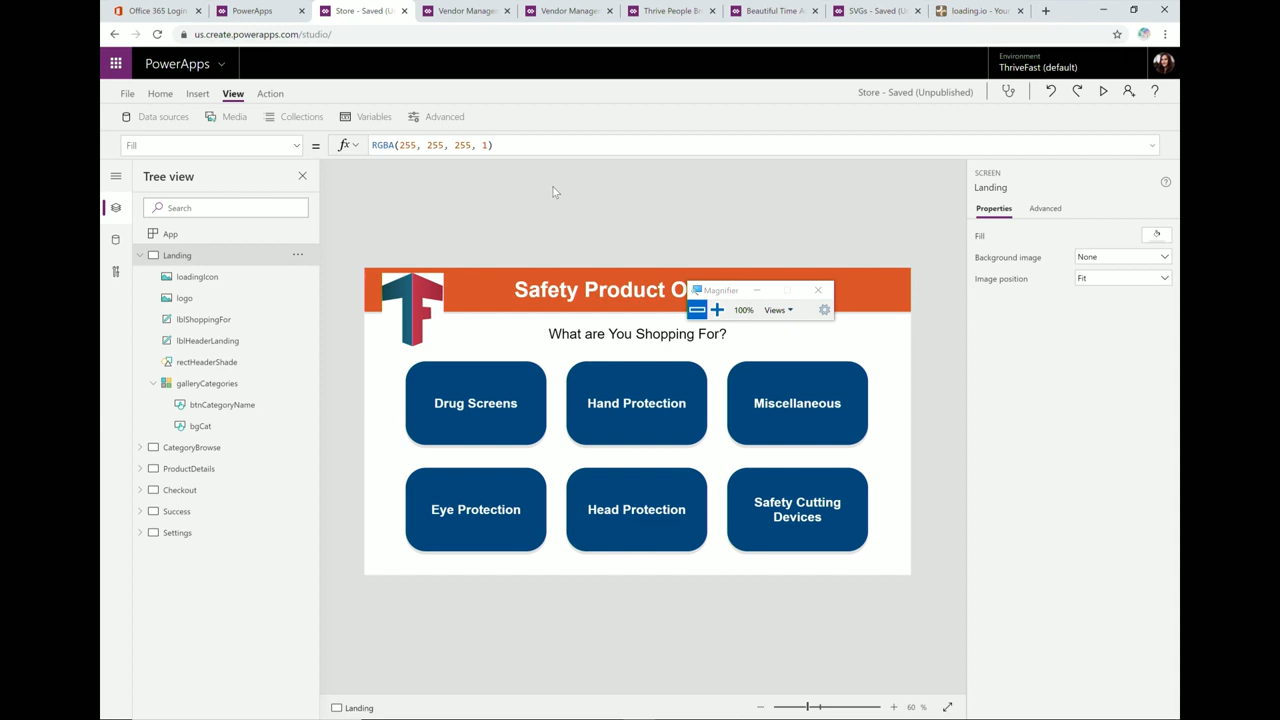 Office 365 Login
PowerApps
Store - Saved (U
Vendor Manage
Vendor Manage
Thrive People Br
Beautiful Time A
SVGs - Saved (U
loading.io - Your
us.create.powerapps.com/studio/
PowerApps
Environment
ThriveFast (default)
File
Home
Insert
View
Action
Store - Saved (Unpublished)
Data sources
Media
Collections
Variables
Advanced
Fill
=
fx
RGBA(255, 255, 255, 1)
Tree view
Search
App
Landing
loadingIcon
logo
lblShoppingFor
lblHeaderLanding
rectHeaderShade
galleryCategories
btnCategoryName
bgCat
CategoryBrowse
ProductDetails
Checkout
Success
Settings
Safety Product O
Magnifier
100%
Views
What are You Shopping For?
Drug Screens
Hand Protection
Miscellaneous
Eye Protection
Head Protection
Safety Cutting
Devices
SCREEN
Landing
Properties
Advanced
Fill
Background image
None
Image position
Fit
Landing
60 %